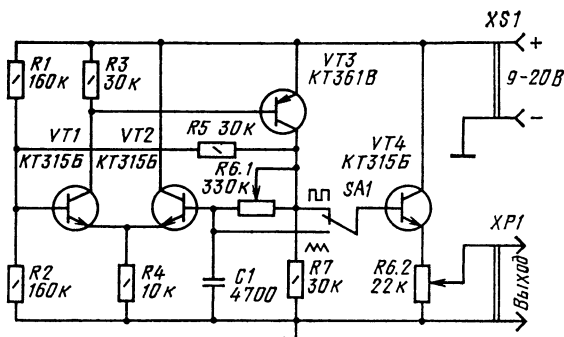 XS1
+
9-20В
−
R1
160к
R3
30к
VT3
КТ361В
VT1
КТ315Б
VT2
КТ315Б
R5 30к
R6.1
330к
VT4
КТ315Б
SA1
XP1
R2
160к
R4
10к
C1
4700
R7
30к
R6.2
22к
Выход